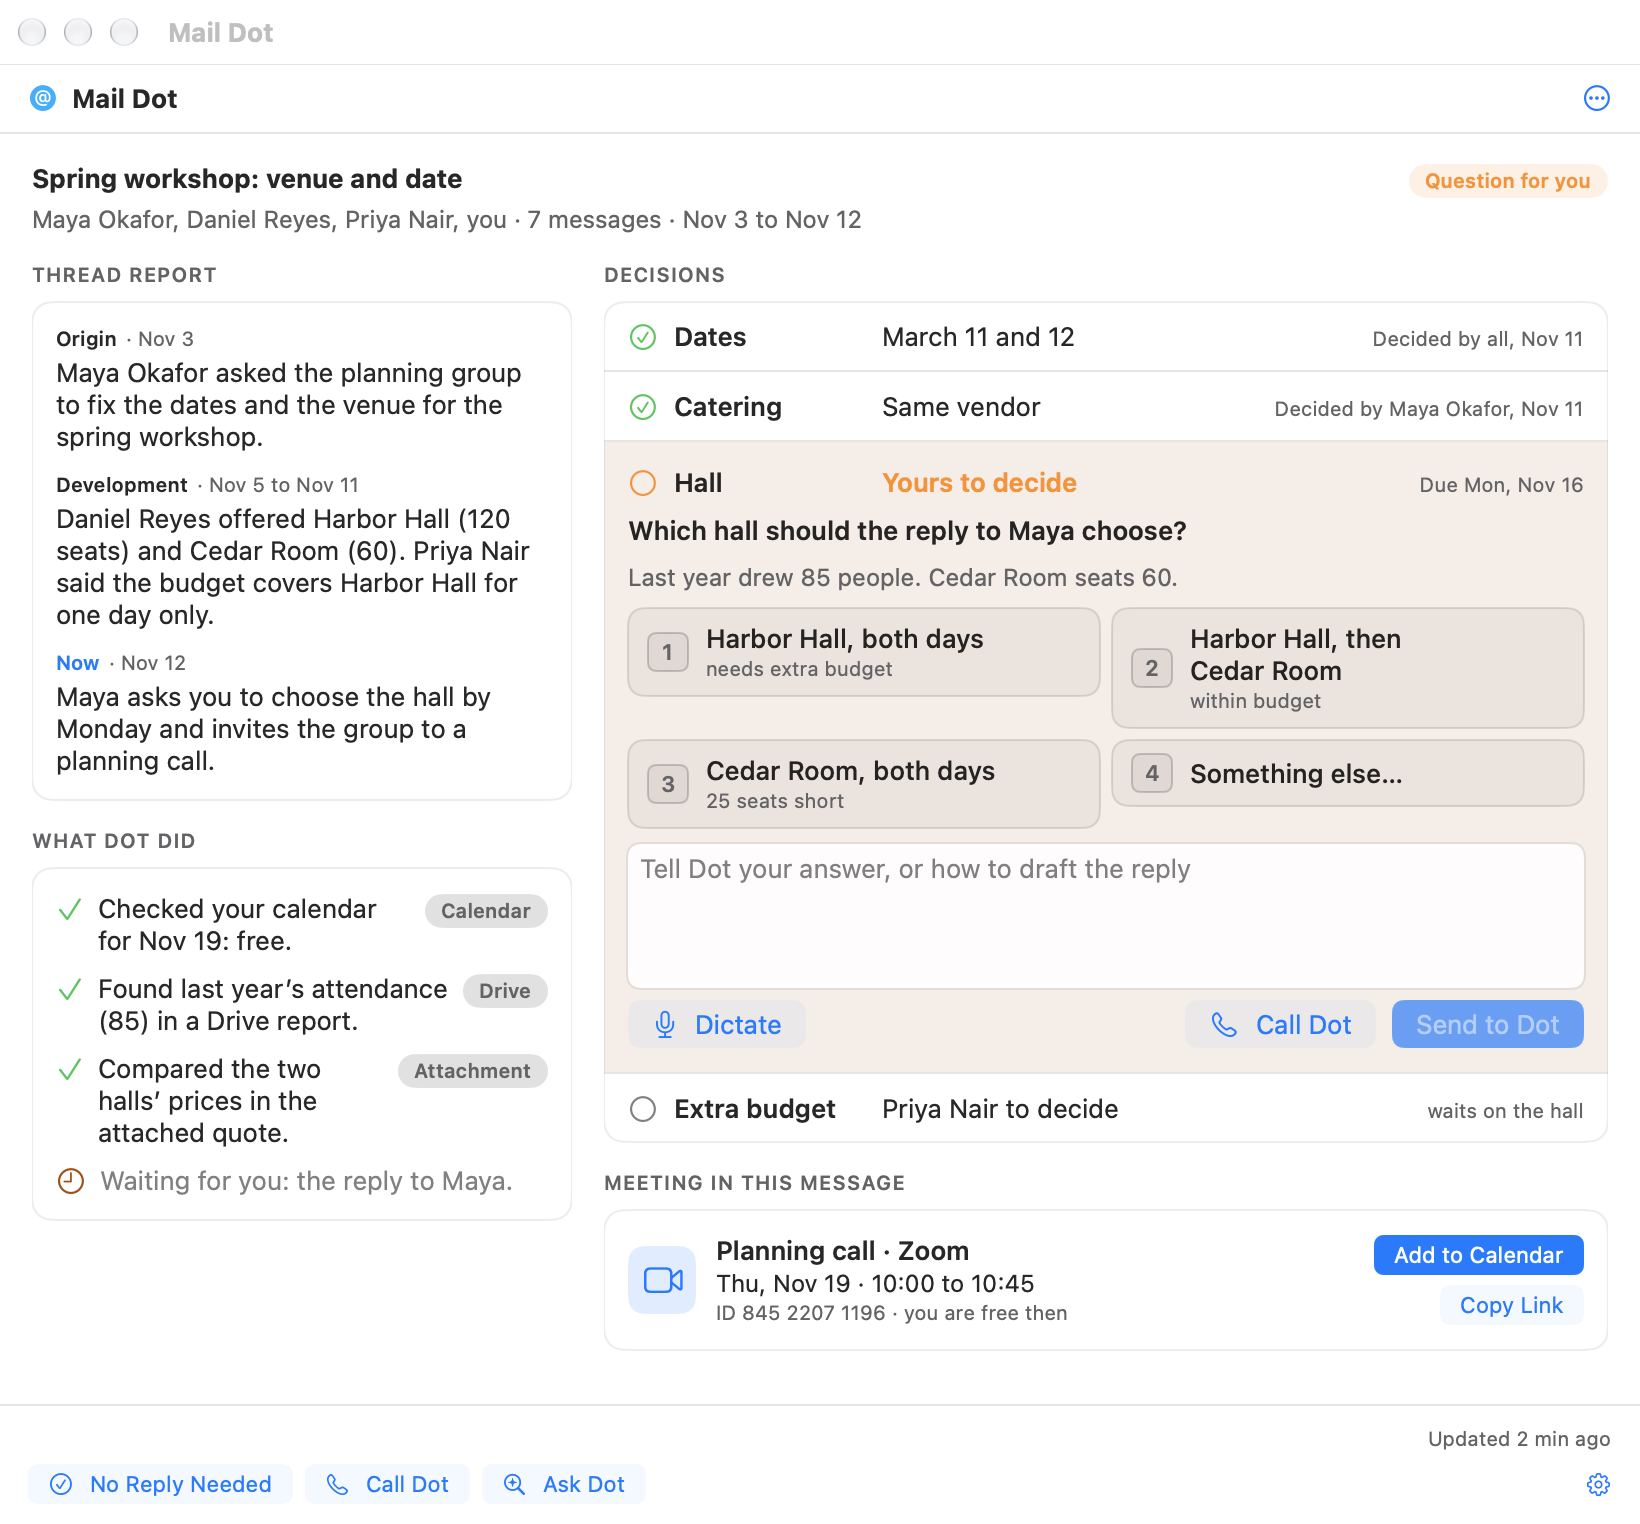 Mail Dot
Mail Dot
Spring workshop: venue and date
Question for you
Maya Okafor, Daniel Reyes, Priya Nair, you · 7 messages · Nov 3 to Nov 12
THREAD REPORT
Origin · Nov 3
Maya Okafor asked the planning group
to fix the dates and the venue for the
spring workshop.
Development · Nov 5 to Nov 11
Daniel Reyes offered Harbor Hall (120
seats) and Cedar Room (60). Priya Nair
said the budget covers Harbor Hall for
one day only.
Now · Nov 12
Maya asks you to choose the hall by
Monday and invites the group to a
planning call.
WHAT DOT DID
Checked your calendar
for Nov 19: free.
Calendar
Found last year’s attendance
(85) in a Drive report.
Drive
Compared the two
halls’ prices in the
attached quote.
Attachment
Waiting for you: the reply to Maya.
DECISIONS
Dates March 11 and 12 Decided by all, Nov 11
Catering Same vendor Decided by Maya Okafor, Nov 11
Hall Yours to decide Due Mon, Nov 16
Which hall should the reply to Maya choose?
Last year drew 85 people. Cedar Room seats 60.
1 Harbor Hall, both days
needs extra budget
2 Harbor Hall, then
Cedar Room
within budget
3 Cedar Room, both days
25 seats short
4 Something else...
Tell Dot your answer, or how to draft the reply
Dictate
Call Dot
Send to Dot
Extra budget Priya Nair to decide waits on the hall
MEETING IN THIS MESSAGE
Planning call · Zoom
Thu, Nov 19 · 10:00 to 10:45
ID 845 2207 1196 · you are free then
Add to Calendar
Copy Link
Updated 2 min ago
No Reply Needed
Call Dot
Ask Dot